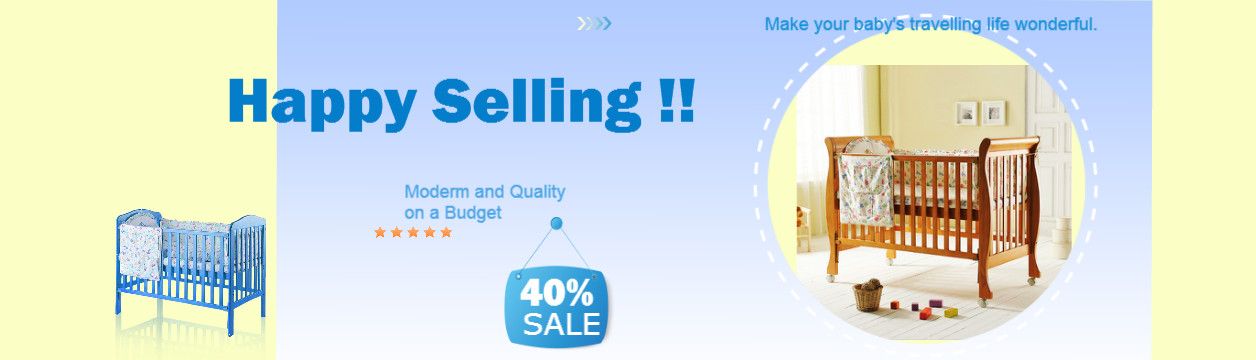 Make your baby's travelling life wonderful.
Happy Selling !!
Moderm and Quality
on a Budget
40%
SALE